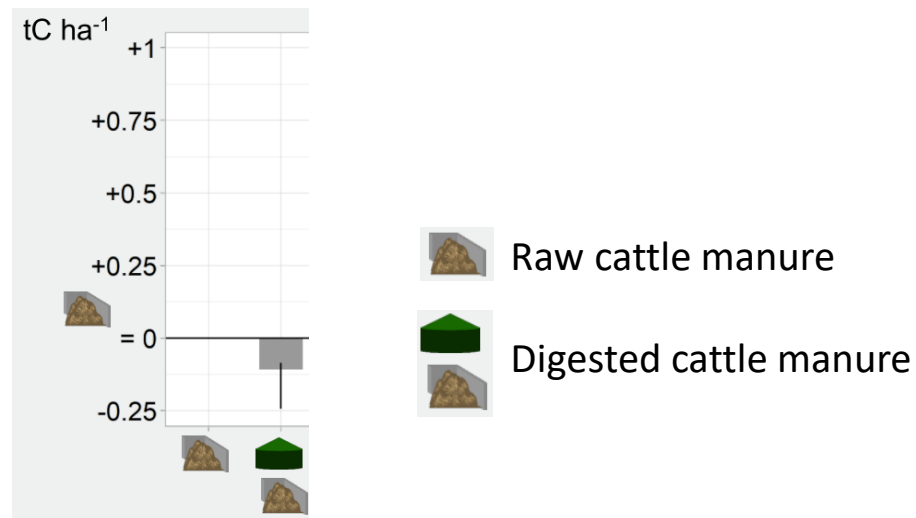 tC ha⁻¹
+1
+0.75
+0.5
+0.25
= 0
-0.25
Raw cattle manure
Digested cattle manure